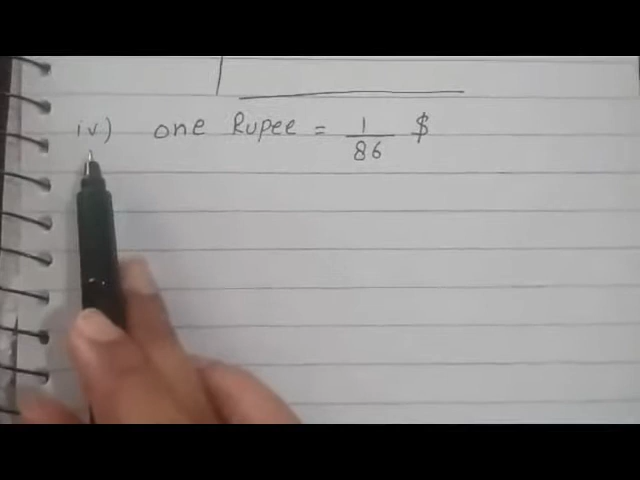 iv) one Rupee = 1/86 $